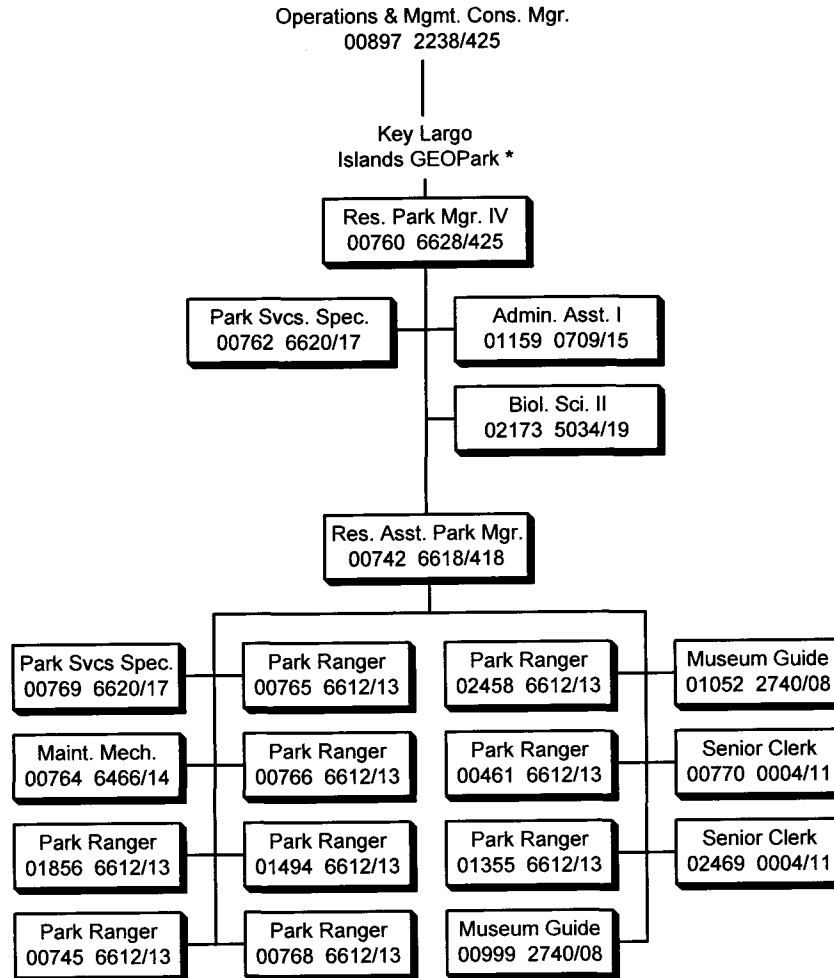 Operations & Mgmt. Cons. Mgr.
00897 2238/425
Key Largo
Islands GEOPark *
Res. Park Mgr. IV
00760 6628/425
Park Svcs. Spec.
00762 6620/17
Admin. Asst. I
01159 0709/15
Biol. Sci. II
02173 5034/19
Res. Asst. Park Mgr.
00742 6618/418
Park Svcs Spec.
00769 6620/17
Park Ranger
00765 6612/13
Park Ranger
02458 6612/13
Museum Guide
01052 2740/08
Maint. Mech.
00764 6466/14
Park Ranger
00766 6612/13
Park Ranger
00461 6612/13
Senior Clerk
00770 0004/11
Park Ranger
01856 6612/13
Park Ranger
01494 6612/13
Park Ranger
01355 6612/13
Senior Clerk
02469 0004/11
Park Ranger
00745 6612/13
Park Ranger
00768 6612/13
Museum Guide
00999 2740/08